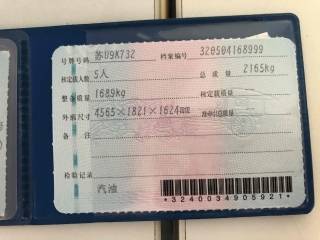 号牌号码 苏U9K73Z 档案编号 320504168999
核定载人数 5人 总质量 2165kg
整备质量 1689kg 核定载质量
外廓尺寸 4565×1821×1624mm 准牵引总质量
备注
检验记录
汽油
*3240034905921*